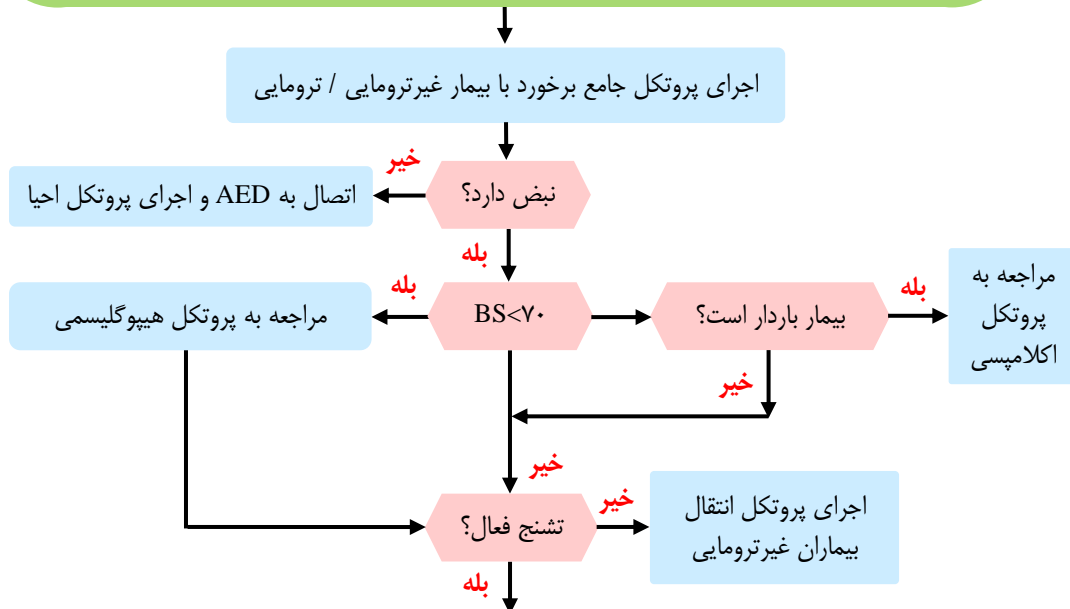 اجرای پروتکل جامع برخورد با بیمار غیرترومایی / ترومایی
خیر
نبض دارد؟
اتصال به AED و اجرای پروتکل احیا
بله
مراجعه به
پروتکل
اکلامپسی
بله
بیمار باردار است؟
BS<۷۰
بله
مراجعه به پروتکل هیپوگلیسمی
خیر
خیر
تشنج فعال؟
خیر
اجرای پروتکل انتقال
بیماران غیرترومایی
بله